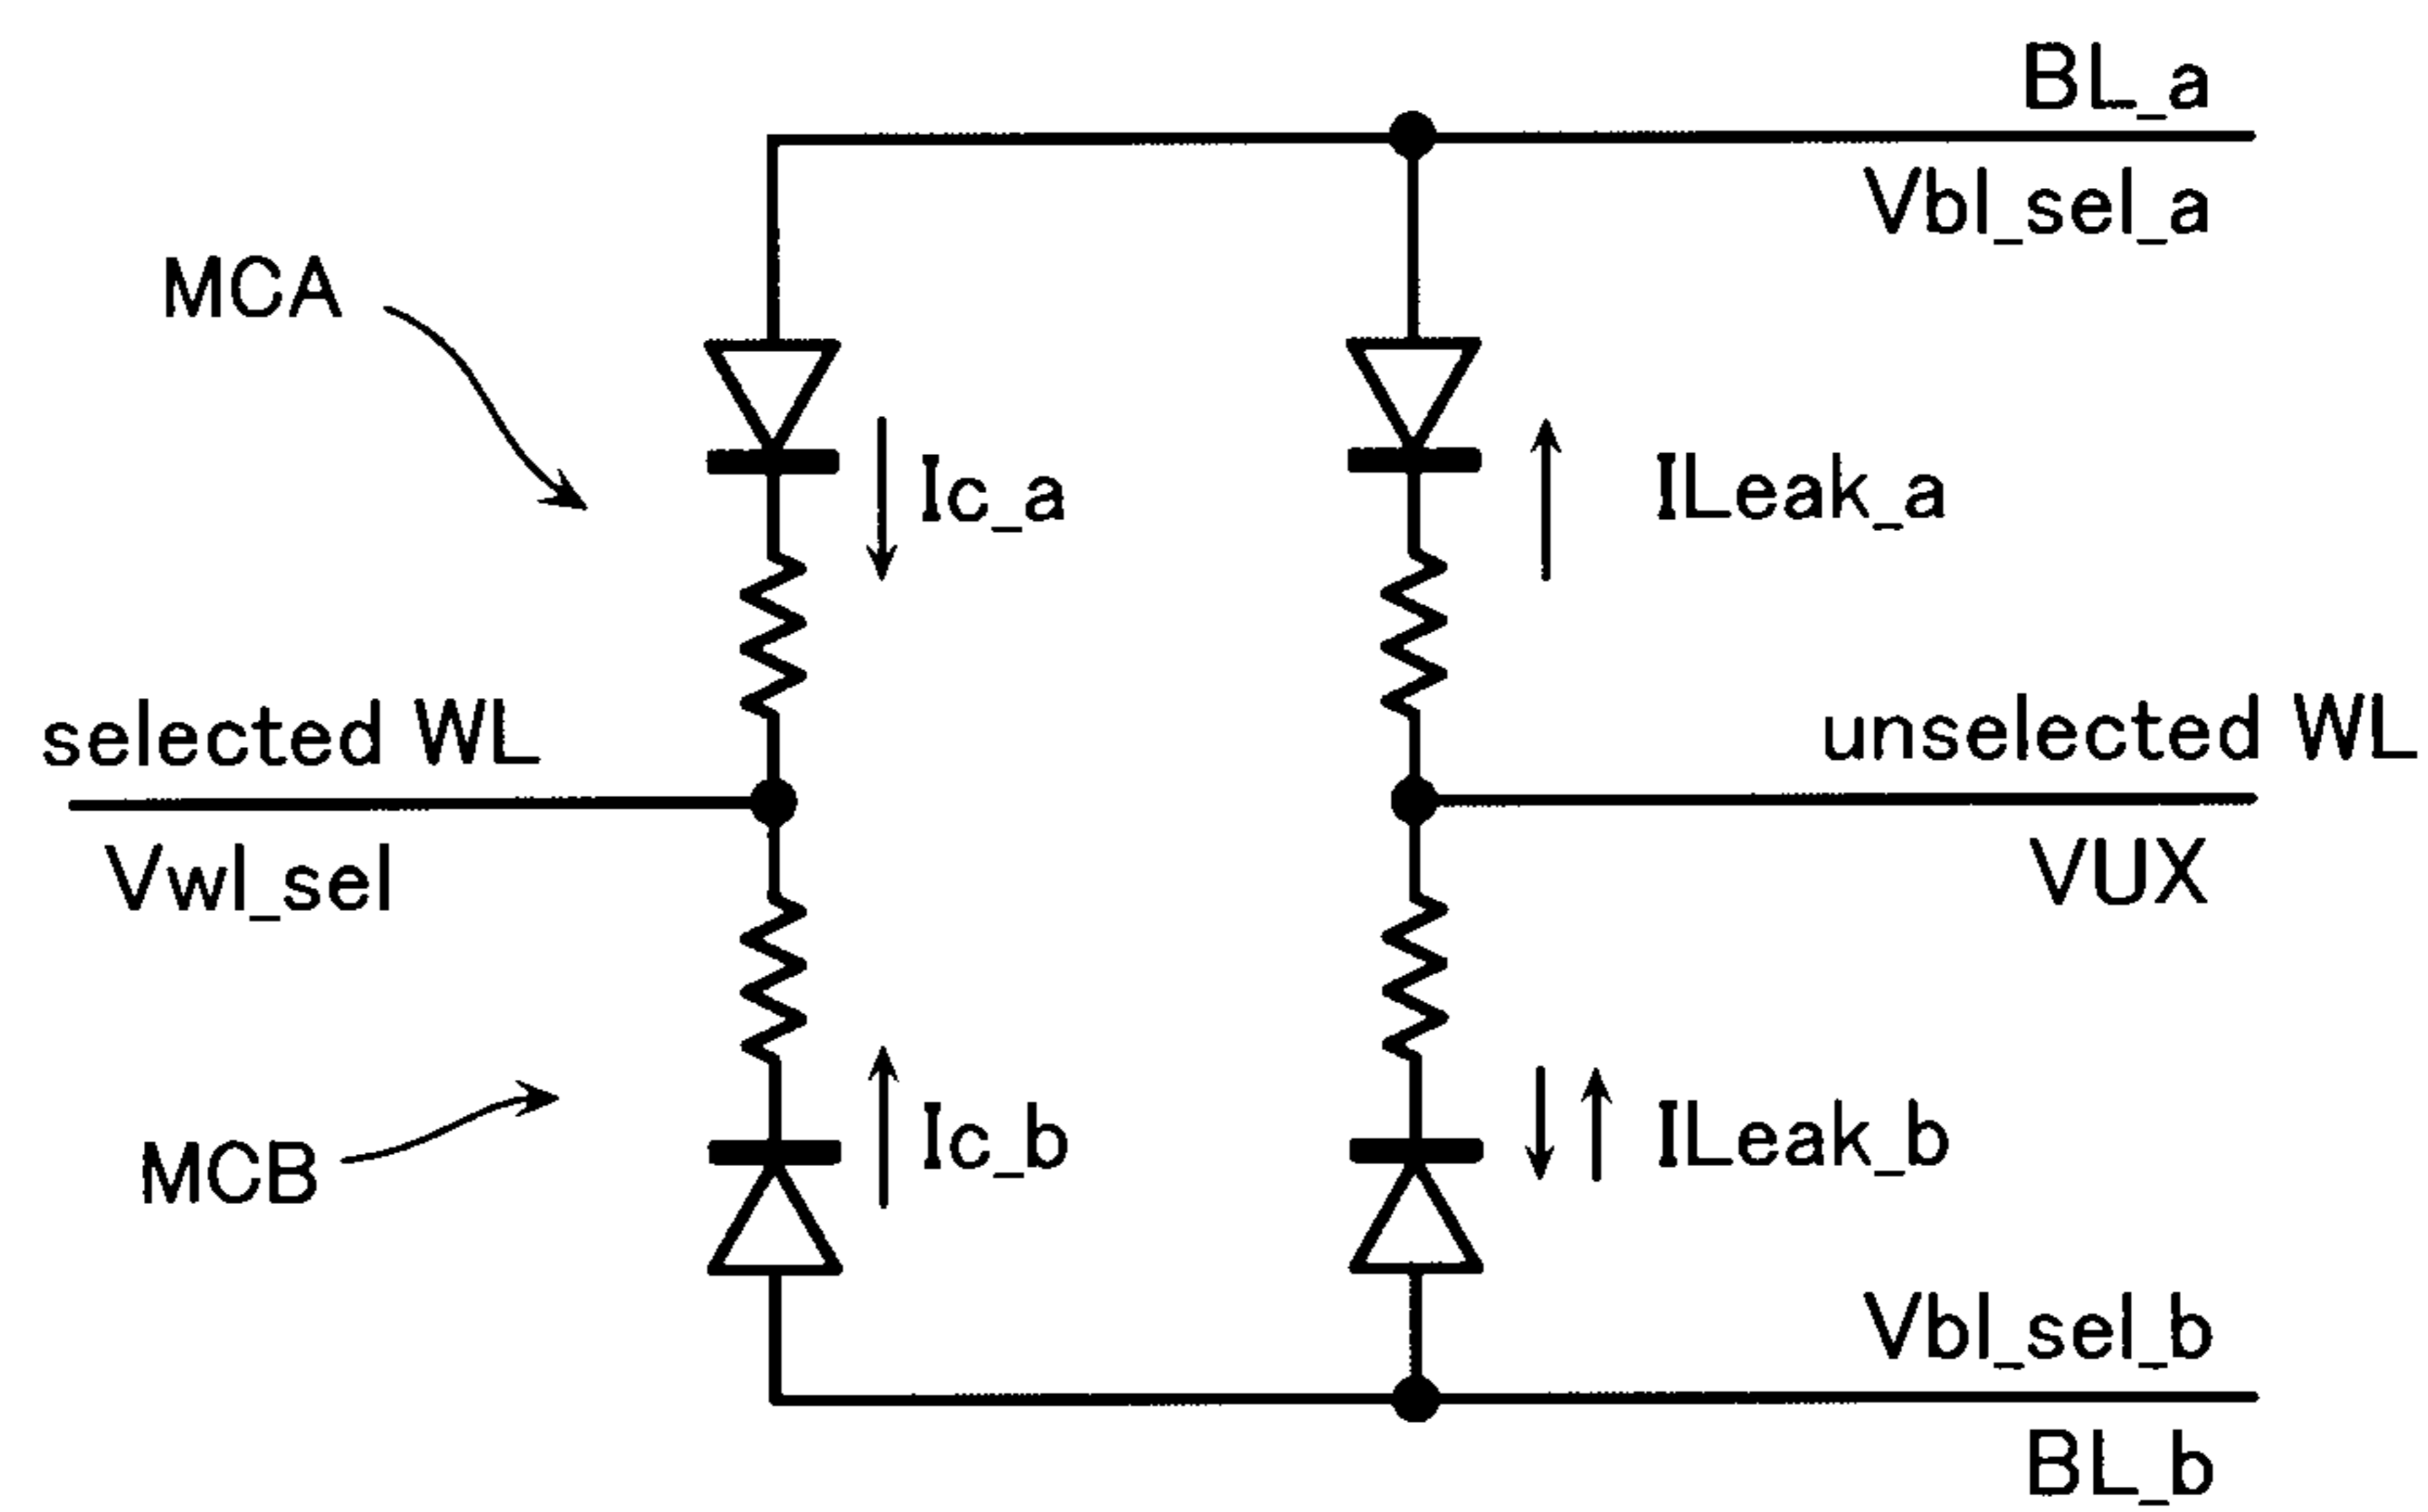 BL_a
Vbl_sel_a
MCA
Ic_a
ILeak_a
selected WL
unselected WL
Vwl_sel
VUX
MCB
Ic_b
ILeak_b
Vbl_sel_b
BL_b